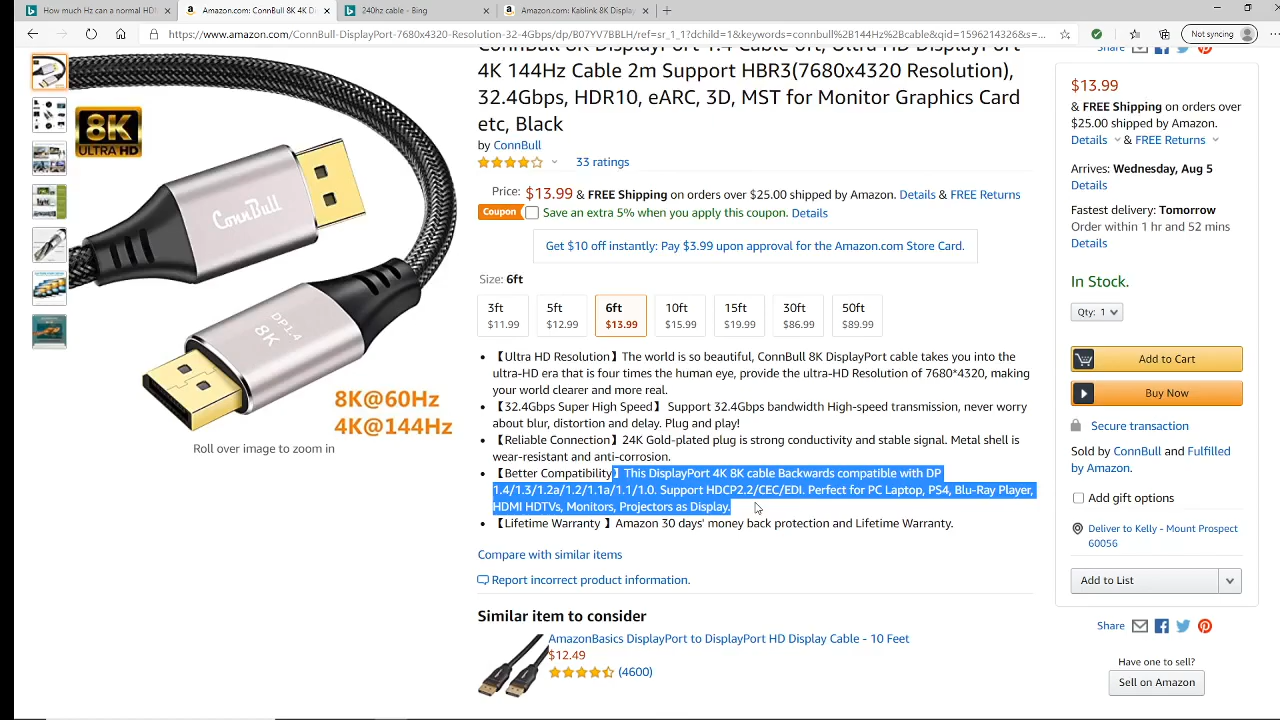 How much Hz can a normal HDM
Amazon.com: ConnBull 8K 4K D
240hz cable - Bing
Amazon.com: Kablink 8K Display
https://www.amazon.com/ConnBull-DisplayPort-7680x4320-Resolution-32-4Gbps/dp/B07YV7BBLH/ref=sr_1_1?dchild=1&keywords=connbull%2B144Hz%2Bcable&qid=1596214326&s=...
Not syncing
ConnBull 8K DisplayPort 1.4 Cable 6ft, Ultra HD DisplayPort
4K 144Hz Cable 2m Support HBR3(7680x4320 Resolution),
32.4Gbps, HDR10, eARC, 3D, MST for Monitor Graphics Card
etc, Black
by ConnBull
33 ratings
Price: $13.99 & FREE Shipping on orders over $25.00 shipped by Amazon. Details & FREE Returns
Coupon Save an extra 5% when you apply this coupon. Details
Get $10 off instantly: Pay $3.99 upon approval for the Amazon.com Store Card.
Size: 6ft
3ft 5ft 6ft 10ft 15ft 30ft 50ft
$11.99 $12.99 $13.99 $15.99 $19.99 $86.99 $89.99
【Ultra HD Resolution】The world is so beautiful, ConnBull 8K DisplayPort cable takes you into the
ultra-HD era that is four times the human eye, provide the ultra-HD Resolution of 7680*4320, making
your world clearer and more real.
【32.4Gbps Super High Speed】 Support 32.4Gbps bandwidth High-speed transmission, never worry
about blur, distortion and delay. Plug and play!
【Reliable Connection】24K Gold-plated plug is strong conductivity and stable signal. Metal shell is
wear-resistant and anti-corrosion.
【Better Compatibility】This DisplayPort 4K 8K cable Backwards compatible with DP
1.4/1.3/1.2a/1.2/1.1a/1.1/1.0. Support HDCP2.2/CEC/EDI. Perfect for PC Laptop, PS4, Blu-Ray Player,
HDMI HDTVs, Monitors, Projectors as Display.
【Lifetime Warranty 】Amazon 30 days' money back protection and Lifetime Warranty.
Compare with similar items
Report incorrect product information.
Similar item to consider
AmazonBasics DisplayPort to DisplayPort HD Display Cable - 10 Feet
$12.49
(4600)
8K
ULTRA HD
ConnBull
DP1.4
8K
8K@60Hz
4K@144Hz
Roll over image to zoom in
Share
$13.99
& FREE Shipping on orders over
$25.00 shipped by Amazon.
Details & FREE Returns
Arrives: Wednesday, Aug 5
Details
Fastest delivery: Tomorrow
Order within 1 hr and 52 mins
Details
In Stock.
Qty: 1
Add to Cart
Buy Now
Secure transaction
Sold by ConnBull and Fulfilled
by Amazon.
Add gift options
Deliver to Kelly - Mount Prospect
60056
Add to List
Share
Have one to sell?
Sell on Amazon